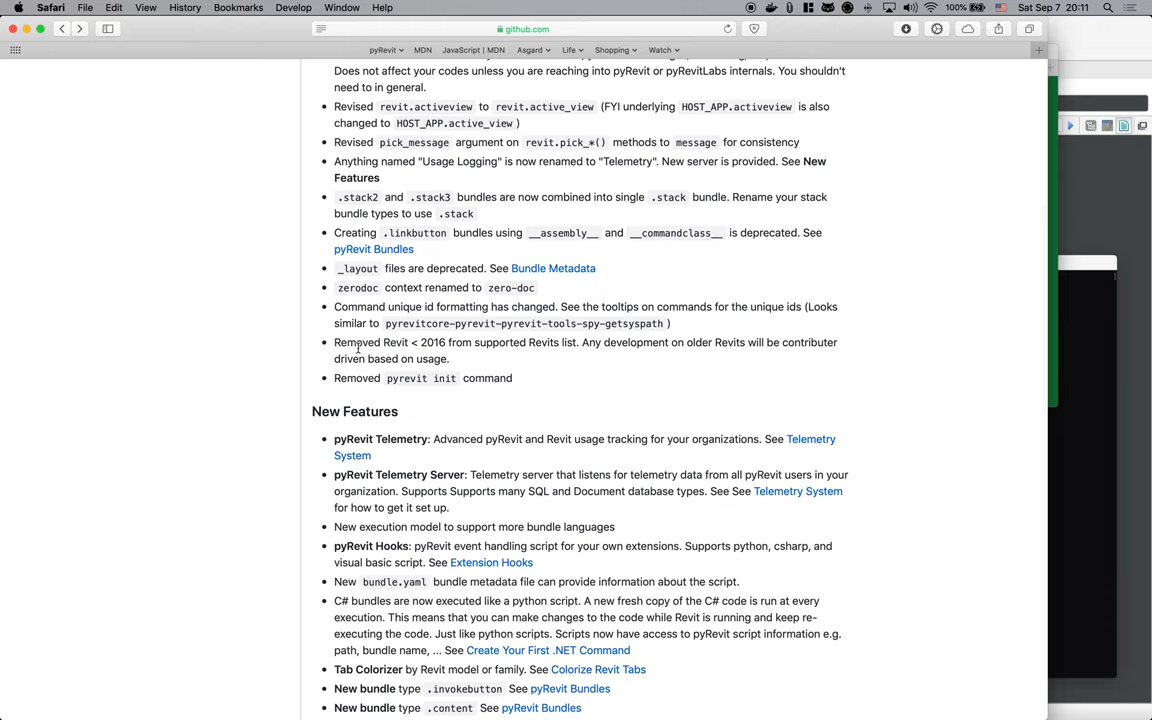 Safari File Edit View History Bookmarks Develop Window Help 100% Sat Sep 7 20:11
github.com
pyRevit MDN JavaScript | MDN Asgard Life Shopping Watch
Does not affect your codes unless you are reaching into pyRevit or pyRevitLabs internals. You shouldn't
need to in general.
Revised revit.activeview to revit.active_view (FYI underlying HOST_APP.activeview is also
changed to HOST_APP.active_view )
Revised pick_message argument on revit.pick_*() methods to message for consistency
Anything named "Usage Logging" is now renamed to "Telemetry". New server is provided. See New
Features
.stack2 and .stack3 bundles are now combined into single .stack bundle. Rename your stack
bundle types to use .stack
Creating .linkbutton bundles using __assembly__ and __commandclass__ is deprecated. See
pyRevit Bundles
_layout files are deprecated. See Bundle Metadata
zerodoc context renamed to zero-doc
Command unique id formatting has changed. See the tooltips on commands for the unique ids (Looks
similar to pyrevitcore-pyrevit-pyrevit-tools-spy-getsyspath )
Removed Revit < 2016 from supported Revits list. Any development on older Revits will be contributer
driven based on usage.
Removed pyrevit init command
New Features
pyRevit Telemetry: Advanced pyRevit and Revit usage tracking for your organizations. See Telemetry
System
pyRevit Telemetry Server: Telemetry server that listens for telemetry data from all pyRevit users in your
organization. Supports Supports many SQL and Document database types. See See Telemetry System
for how to get it set up.
New execution model to support more bundle languages
pyRevit Hooks: pyRevit event handling script for your own extensions. Supports python, csharp, and
visual basic script. See Extension Hooks
New bundle.yaml bundle metadata file can provide information about the script.
C# bundles are now executed like a python script. A new fresh copy of the C# code is run at every
execution. This means that you can make changes to the code while Revit is running and keep re-
executing the code. Just like python scripts. Scripts now have access to pyRevit script information e.g.
path, bundle name, ... See Create Your First .NET Command
Tab Colorizer by Revit model or family. See Colorize Revit Tabs
New bundle type .invokebutton See pyRevit Bundles
New bundle type .content See pyRevit Bundles